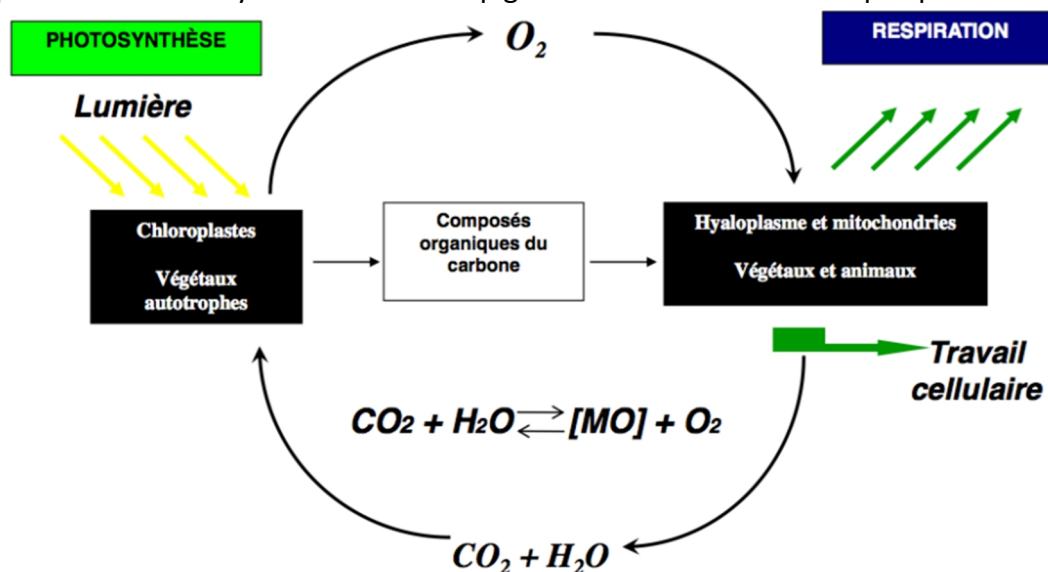 PHOTOSYNTHÈSE
O₂
RESPIRATION
Lumière
Chloroplastes
Végétaux
autotrophes
Composés
organiques du
carbone
Hyaloplasme et mitochondries
Végétaux et animaux
Travail
cellulaire
CO₂ + H₂O ⇄ [MO] + O₂
CO₂ + H₂O